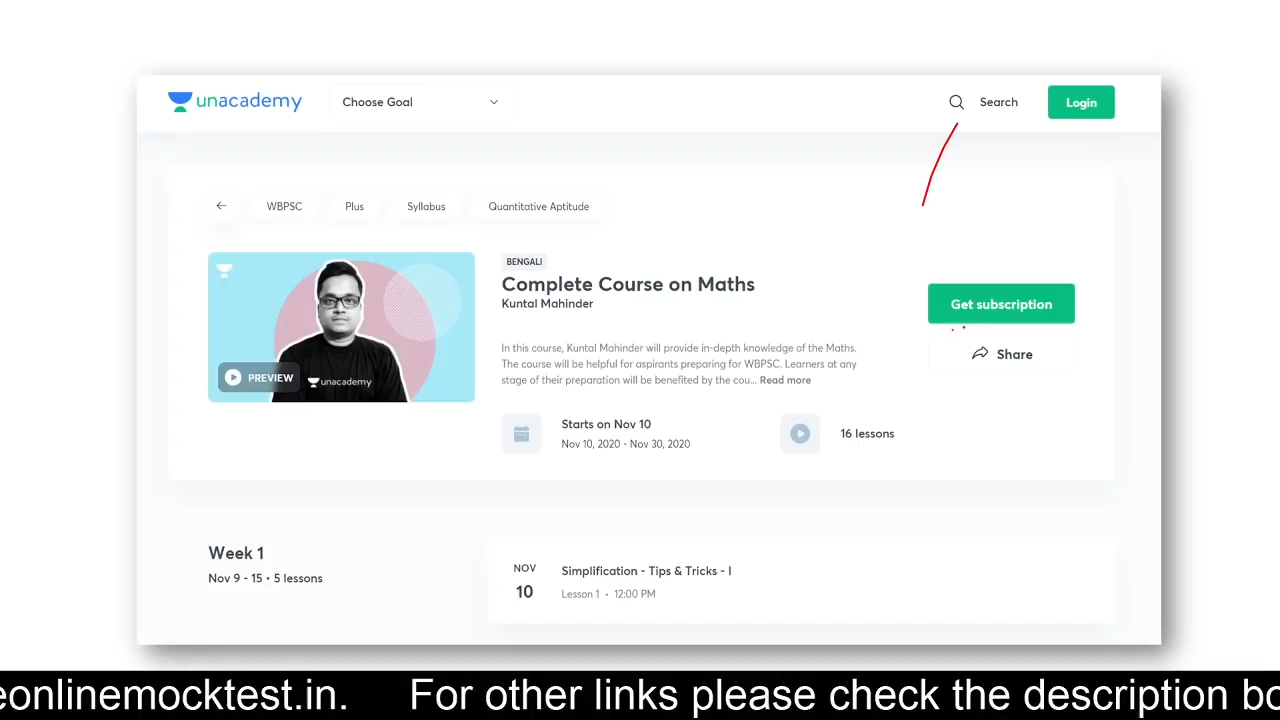 unacademy
Choose Goal
Search
Login
WBPSC
Plus
Syllabus
Quantitative Aptitude
PREVIEW
unacademy
BENGALI
Complete Course on Maths
Kuntal Mahinder
In this course, Kuntal Mahinder will provide in-depth knowledge of the Maths.
The course will be helpful for aspirants preparing for WBPSC. Learners at any
stage of their preparation will be benefited by the cou... Read more
Starts on Nov 10
Nov 10, 2020 - Nov 30, 2020
16 lessons
Get subscription
Share
Week 1
Nov 9 - 15 • 5 lessons
NOV
10
Simplification - Tips & Tricks - I
Lesson 1 • 12:00 PM
eonlinemocktest.in. For other links please check the description bo